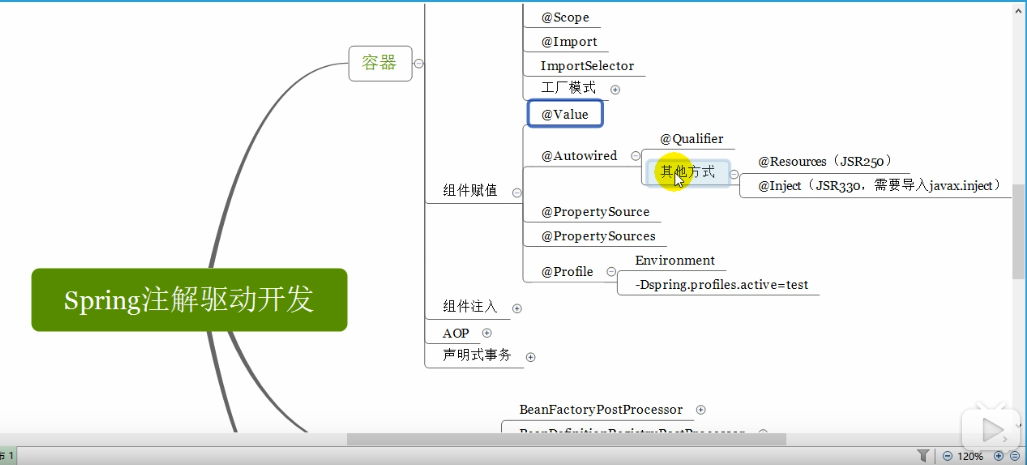 @Scope
@Import
ImportSelector
工厂模式
@Value
@Qualifier
@Autowired
其他方式
@Resources（JSR250）
@Inject（JSR330，需要导入javax.inject）
组件赋值
@PropertySource
@PropertySources
@Profile
Environment
-Dspring.profiles.active=test
组件注入
AOP
声明式事务
容器
Spring注解驱动开发
BeanFactoryPostProcessor
BeanDefinitionRegistryPostProcessor
布 1
120%